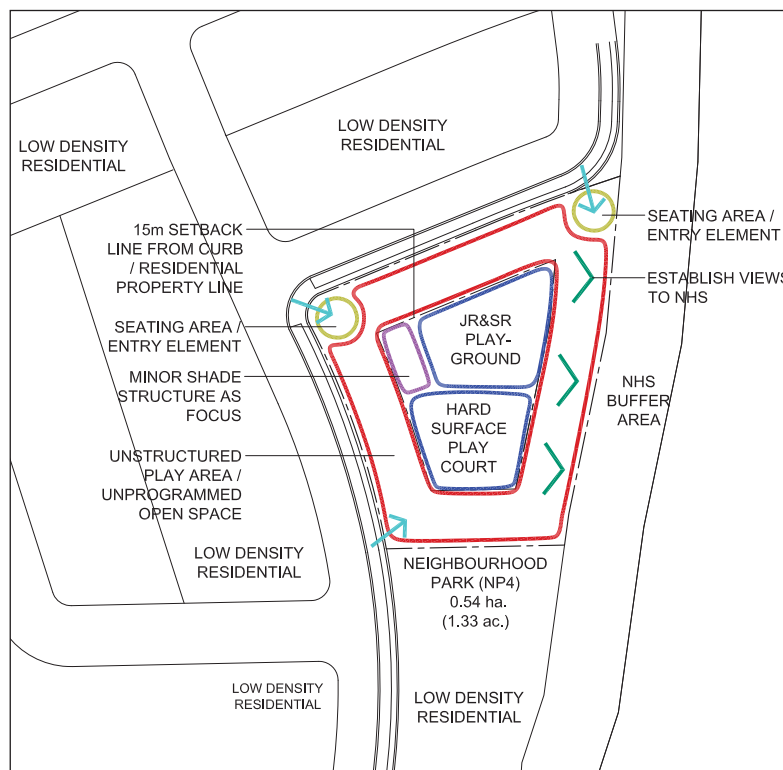 LOW DENSITY
RESIDENTIAL
LOW DENSITY
RESIDENTIAL
15m SETBACK
LINE FROM CURB
/ RESIDENTIAL
PROPERTY LINE
SEATING AREA /
ENTRY ELEMENT
MINOR SHADE
STRUCTURE AS
FOCUS
UNSTRUCTURED
PLAY AREA /
UNPROGRAMMED
OPEN SPACE
SEATING AREA /
ENTRY ELEMENT
ESTABLISH VIEWS
TO NHS
JR&SR
PLAY-
GROUND
HARD
SURFACE
PLAY
COURT
NHS
BUFFER
AREA
LOW DENSITY
RESIDENTIAL
NEIGHBOURHOOD
PARK (NP4)
0.54 ha.
(1.33 ac.)
LOW DENSITY
RESIDENTIAL
LOW DENSITY
RESIDENTIAL